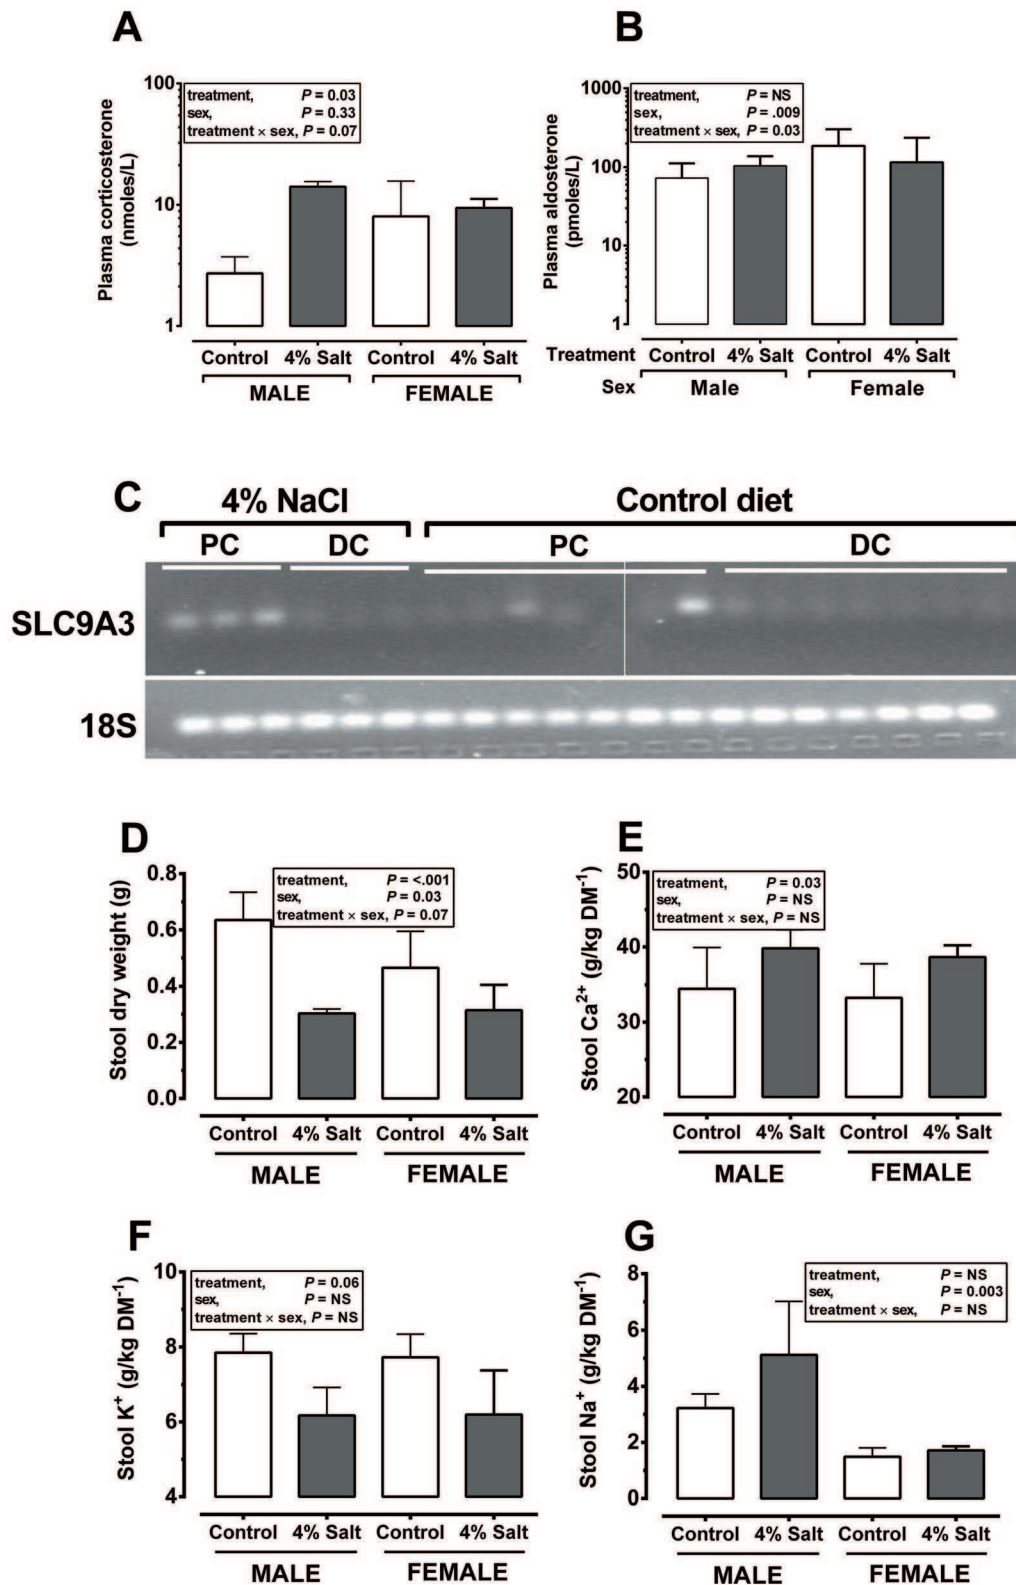 A
Plasma corticosterone
(nmoles/L)
100
10
1
treatment, P = 0.03
sex, P = 0.33
treatment × sex, P = 0.07
Control 4% Salt Control 4% Salt
MALE FEMALE
B
Plasma aldosterone
(pmoles/L)
1000
100
10
1
treatment, P = NS
sex, P = .009
treatment × sex, P = 0.03
Treatment Control 4% Salt Control 4% Salt
Sex Male Female
C
4% NaCl Control diet
PC DC PC DC
SLC9A3
18S
D
Stool dry weight (g)
0.8
0.6
0.4
0.2
0.0
treatment, P = <.001
sex, P = 0.03
treatment × sex, P = 0.07
Control 4% Salt Control 4% Salt
MALE FEMALE
E
Stool Ca²⁺ (g/kg DM⁻¹)
50
40
30
20
treatment, P = 0.03
sex, P = NS
treatment × sex, P = NS
Control 4% Salt Control 4% Salt
MALE FEMALE
F
Stool K⁺ (g/kg DM⁻¹)
10
8
6
4
treatment, P = 0.06
sex, P = NS
treatment × sex, P = NS
Control 4% Salt Control 4% Salt
MALE FEMALE
G
Stool Na⁺ (g/kg DM⁻¹)
8
6
4
2
0
treatment, P = NS
sex, P = 0.003
treatment × sex, P = NS
Control 4% Salt Control 4% Salt
MALE FEMALE